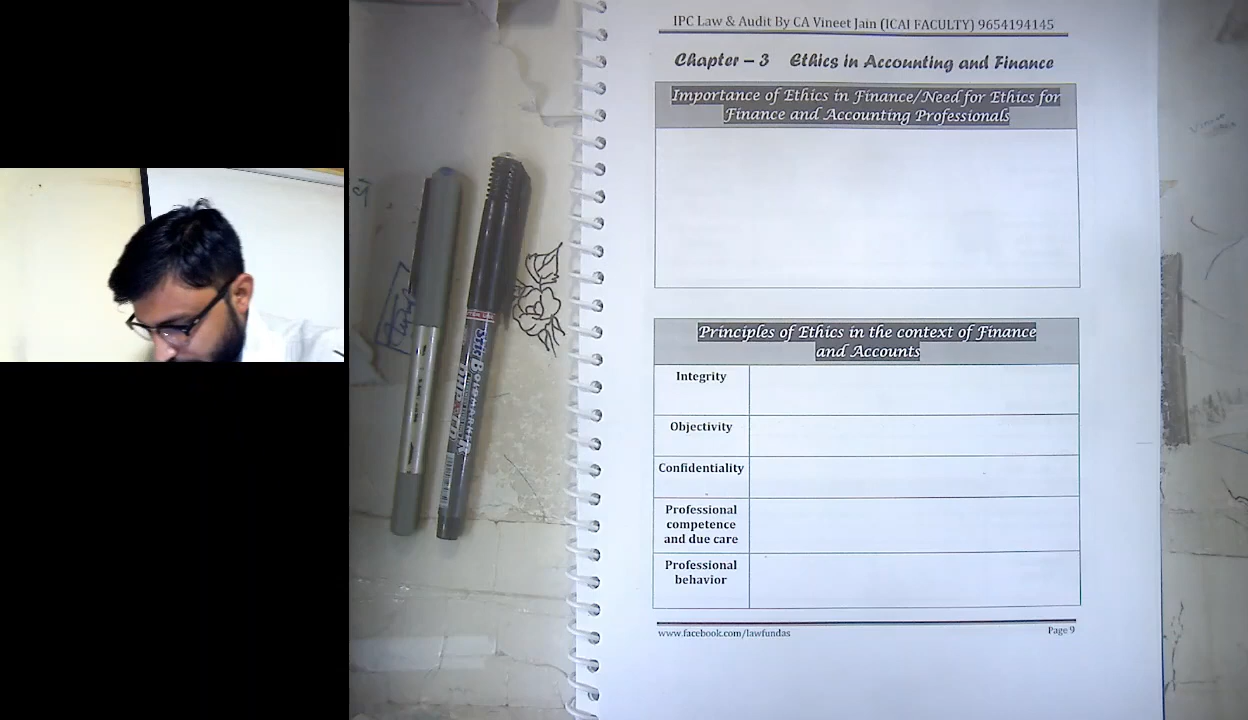 IPC Law & Audit By CA Vineet Jain (ICAI FACULTY) 9654194145
Chapter – 3 Ethics in Accounting and Finance
Importance of Ethics in Finance/Need for Ethics for
Finance and Accounting Professionals
Principles of Ethics in the context of Finance
and Accounts
Integrity
Objectivity
Confidentiality
Professional
competence
and due care
Professional
behavior
www.facebook.com/lawfundas
Page 9